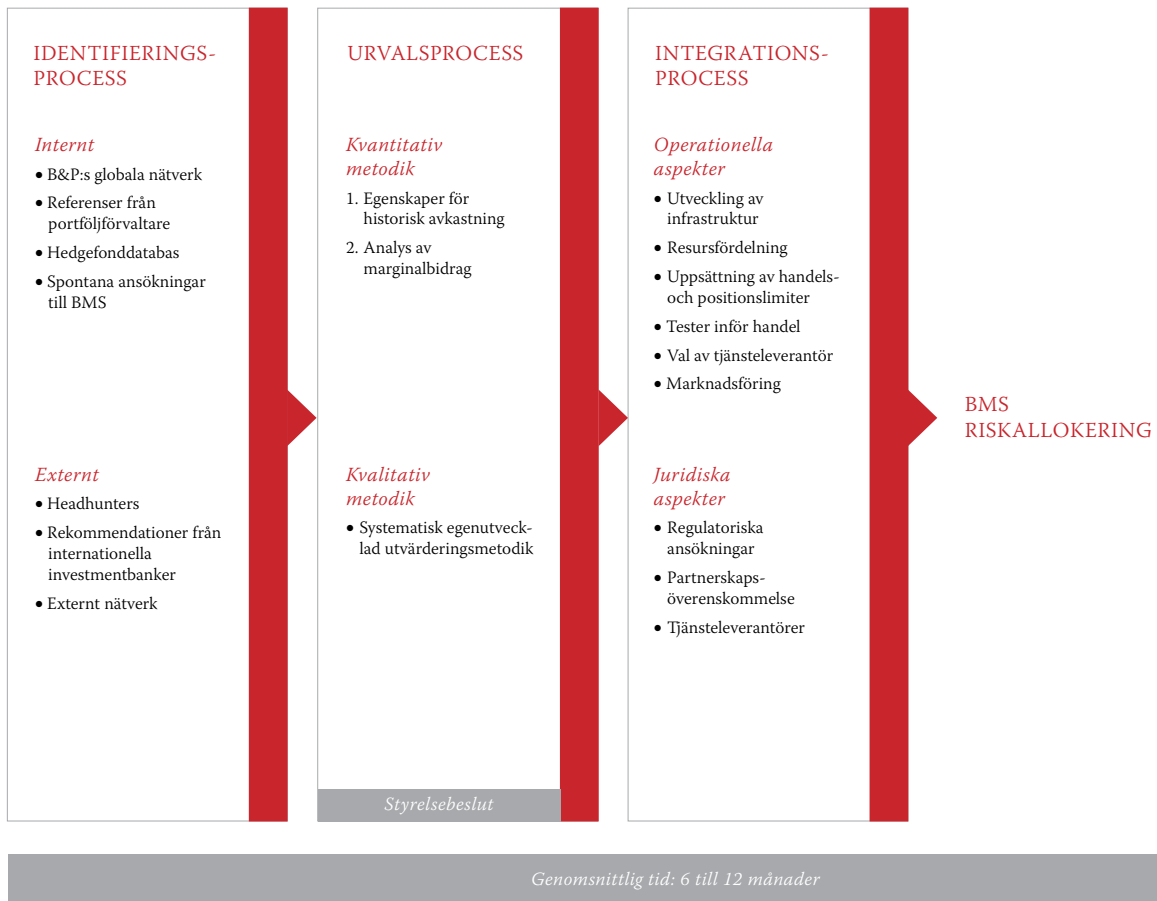 IDENTIFIERINGS-
PROCESS
Internt
• B&P:s globala nätverk
• Referenser från
portföljförvaltare
• Hedgefonddatabas
• Spontana ansökningar
till BMS
Externt
• Headhunters
• Rekommendationer från
internationella
investmentbanker
• Externt nätverk
URVALSPROCESS
Kvantitativ
metodik
1. Egenskaper för
historisk avkastning
2. Analys av
marginalbidrag
Kvalitativ
metodik
• Systematisk egenutveck-
lad utvärderingsmetodik
Styrelsebeslut
INTEGRATIONS-
PROCESS
Operationella
aspekter
• Utveckling av
infrastruktur
• Resursfördelning
• Uppsättning av handels-
och positionslimiter
• Tester inför handel
• Val av tjänsteleverantör
• Marknadsföring
Juridiska
aspekter
• Regulatoriska
ansökningar
• Partnerskaps-
överenskommelse
• Tjänsteleverantörer
BMS
RISKALLOKERING
Genomsnittlig tid: 6 till 12 månader